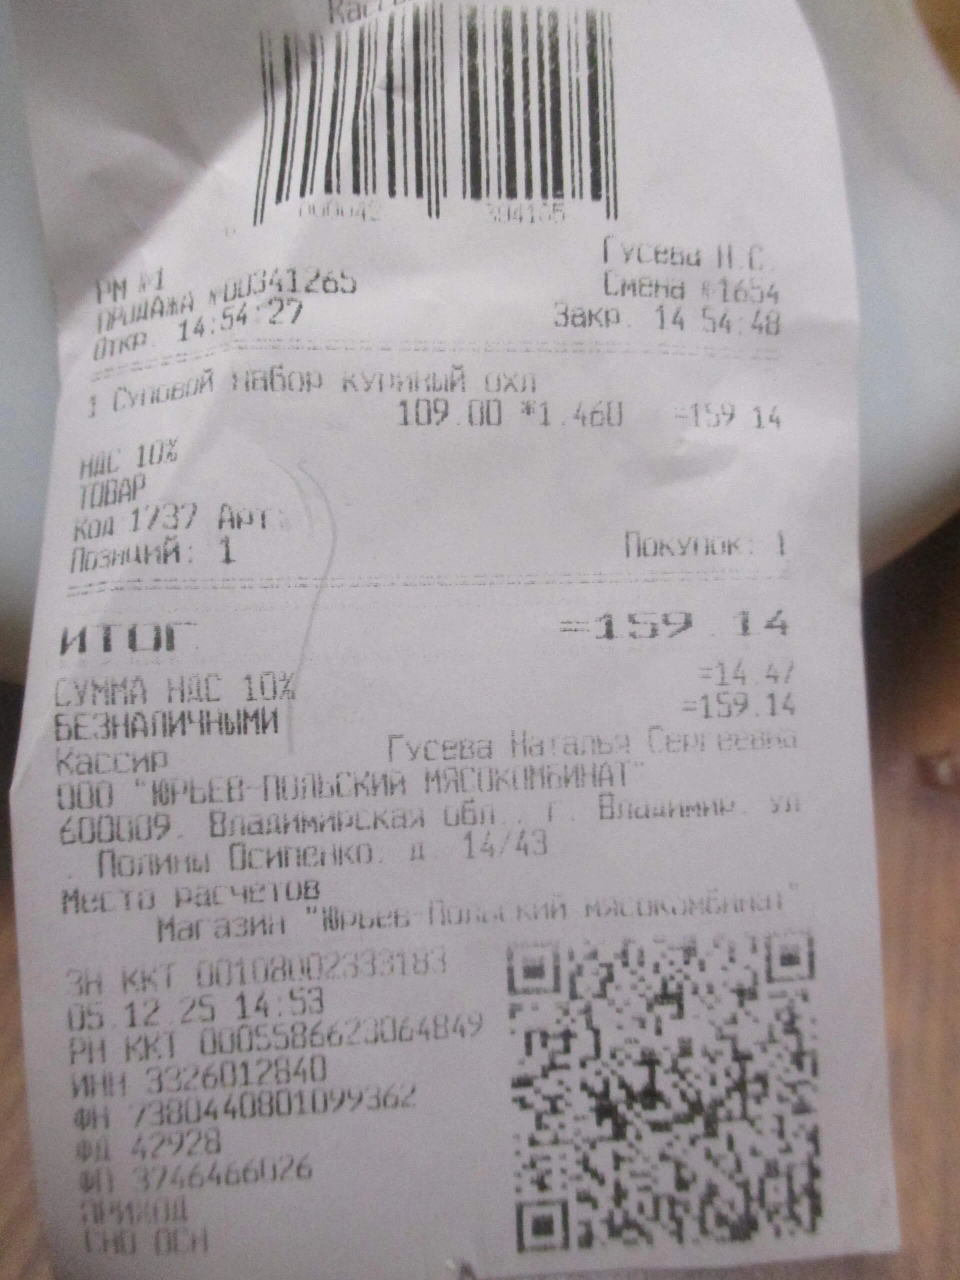 000042 394165
Гусева Н.С.
РМ №1 Смена #1654
ПРОДАЖА №00341265
Откр. 14:54:27 Закр. 14:54:48
1 Суповой набор куриный охл
109.00 *1.460 =159.14
НДС 10%
ТОВАР
Код 1737 Арт:
Позиций: 1 Покупок: 1
ИТОГ =159.14
СУММА НДС 10% =14.47
БЕЗНАЛИЧНЫМИ =159.14
Кассир Гусева Наталья Сергеевна
ООО "ЮРЬЕВ-ПОЛЬСКИЙ МЯСОКОМБИНАТ"
600009, Владимирская обл., г. Владимир, ул
. Полины Осипенко, д. 14/43
Место расчетов
Магазин "Юрьев-Польский мясокомбинат"
ЗН ККТ 00108002333183
05.12.25 14:53
РН ККТ 0005586623064849
ИНН 3326012840
ФН 7380440801099362
ФД 42928
ФП 3746466026
ПРИХОД
СНО ОСН